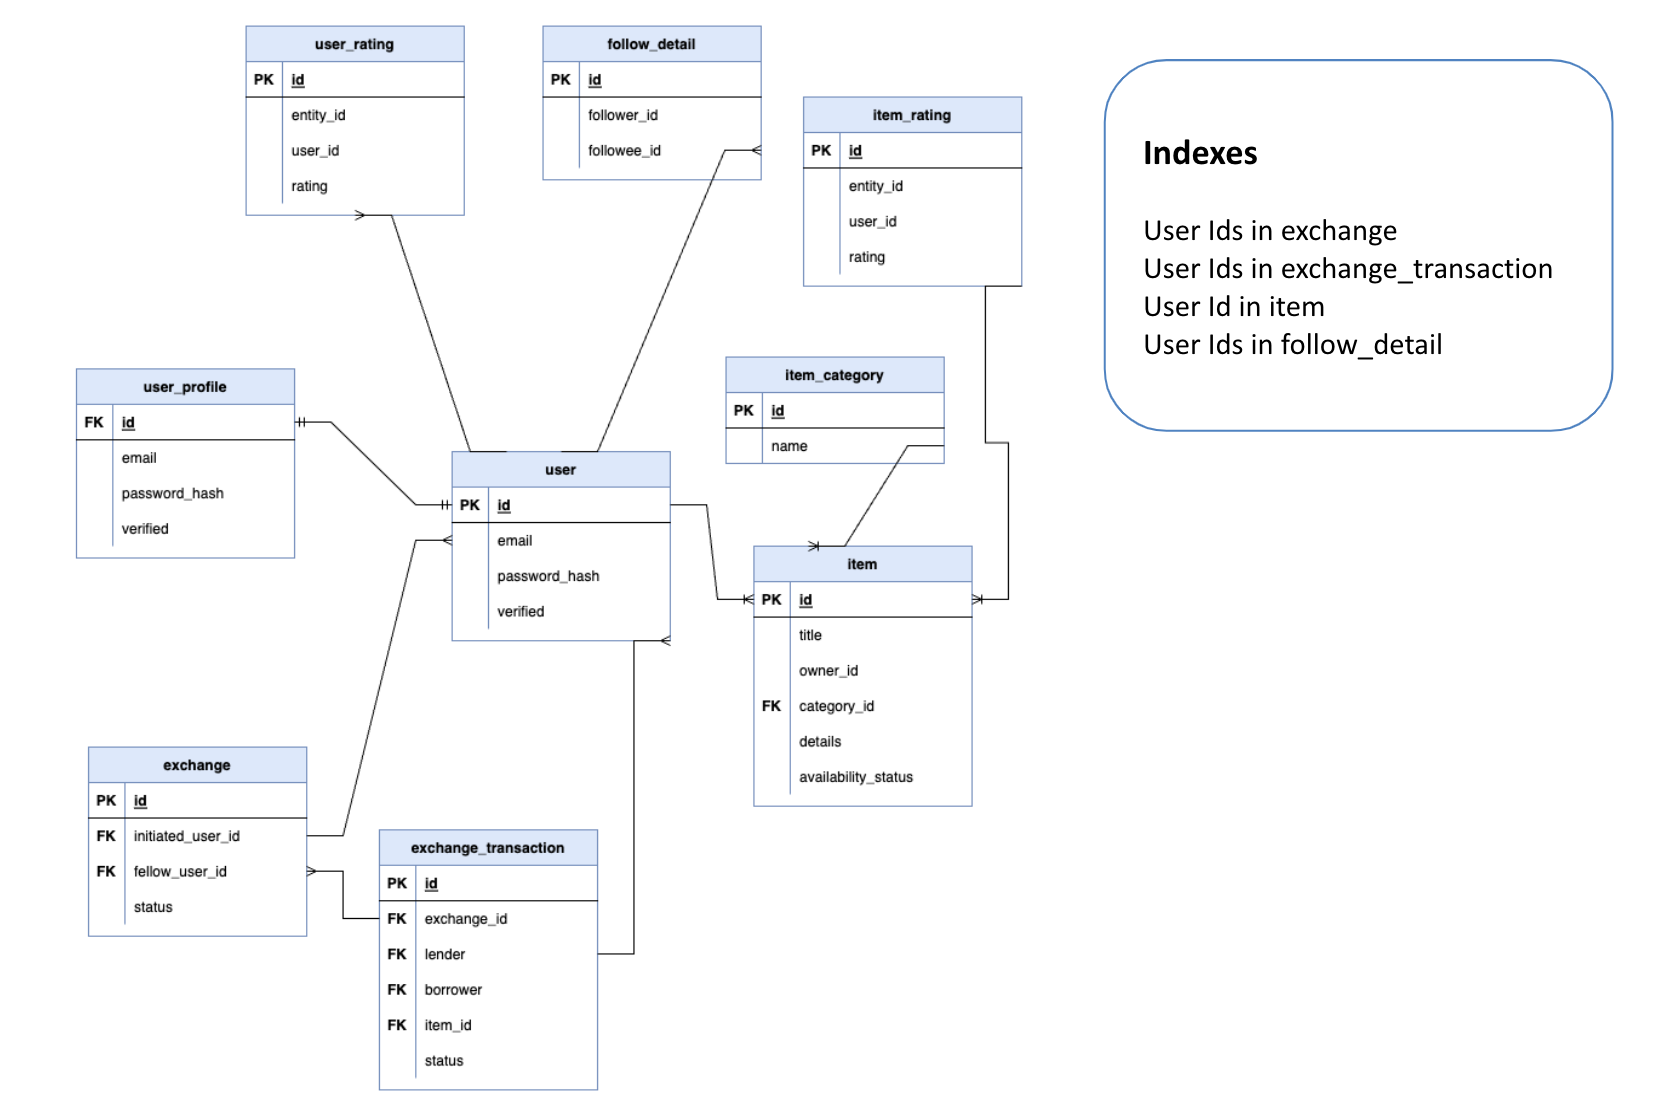 user_rating
PK id
entity_id
user_id
rating
follow_detail
PK id
follower_id
followee_id
item_rating
PK id
entity_id
user_id
rating
Indexes
User Ids in exchange
User Ids in exchange_transaction
User Id in item
User Ids in follow_detail
user_profile
FK id
email
password_hash
verified
item_category
PK id
name
user
PK id
email
password_hash
verified
item
PK id
title
owner_id
FK category_id
details
availability_status
exchange
PK id
FK initiated_user_id
FK fellow_user_id
status
exchange_transaction
PK id
FK exchange_id
FK lender
FK borrower
FK item_id
status